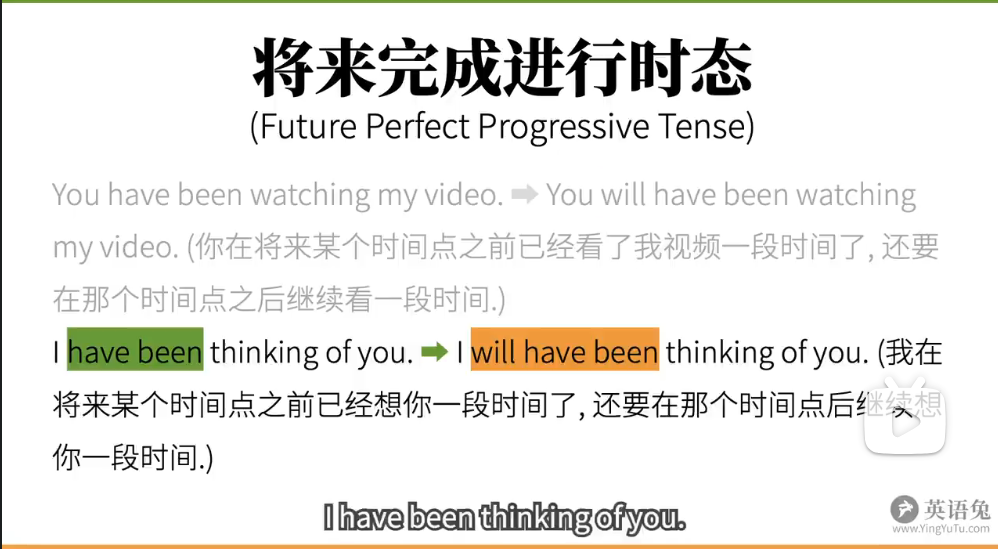 将来完成进行时态
(Future Perfect Progressive Tense)
You have been watching my video. ➡ You will have been watching
my video. (你在将来某个时间点之前已经看了我视频一段时间了, 还要
在那个时间点之后继续看一段时间.)
I have been thinking of you. ➡ I will have been thinking of you. (我在
将来某个时间点之前已经想你一段时间了, 还要在那个时间点后继续想
你一段时间.)
I have been thinking of you.
英语兔
www.YingYuTu.com